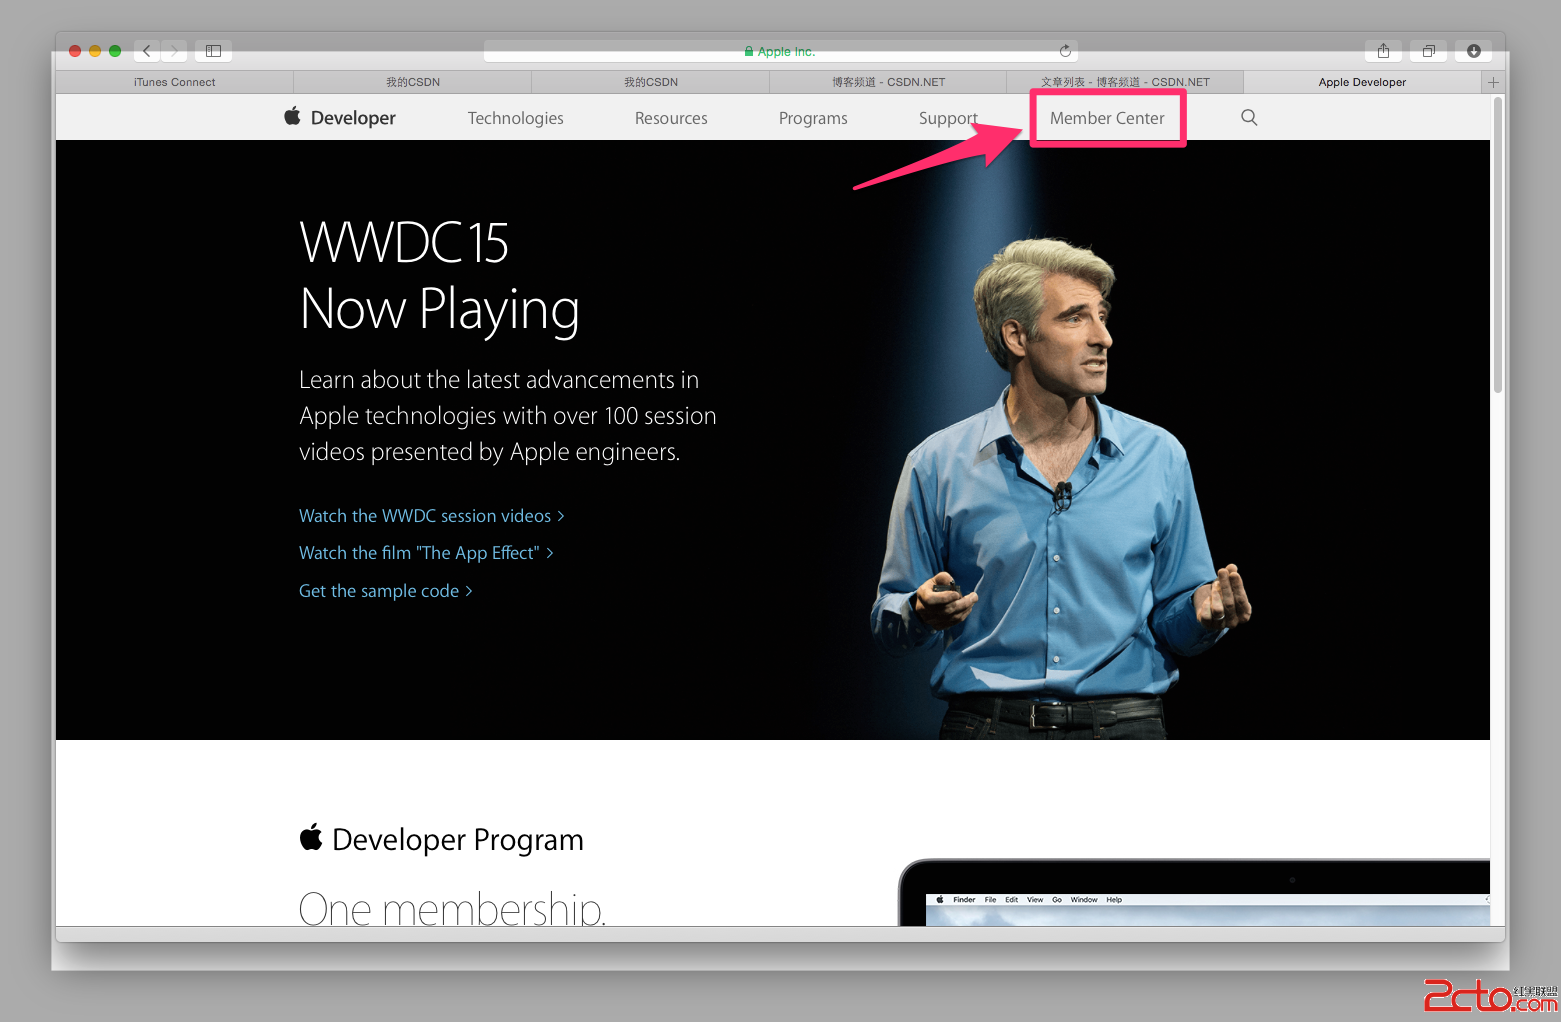 Apple Inc.
iTunes Connect
我的CSDN
我的CSDN
博客频道 - CSDN.NET
文章列表 - 博客频道 - CSDN.NET
Apple Developer
Developer
Technologies
Resources
Programs
Support
Member Center
WWDC15
Now Playing
Learn about the latest advancements in
Apple technologies with over 100 session
videos presented by Apple engineers.
Watch the WWDC session videos >
Watch the film "The App Effect" >
Get the sample code >
Developer Program
One membership.
Finder File Edit View Go Window Help
2cto.com
红黑联盟